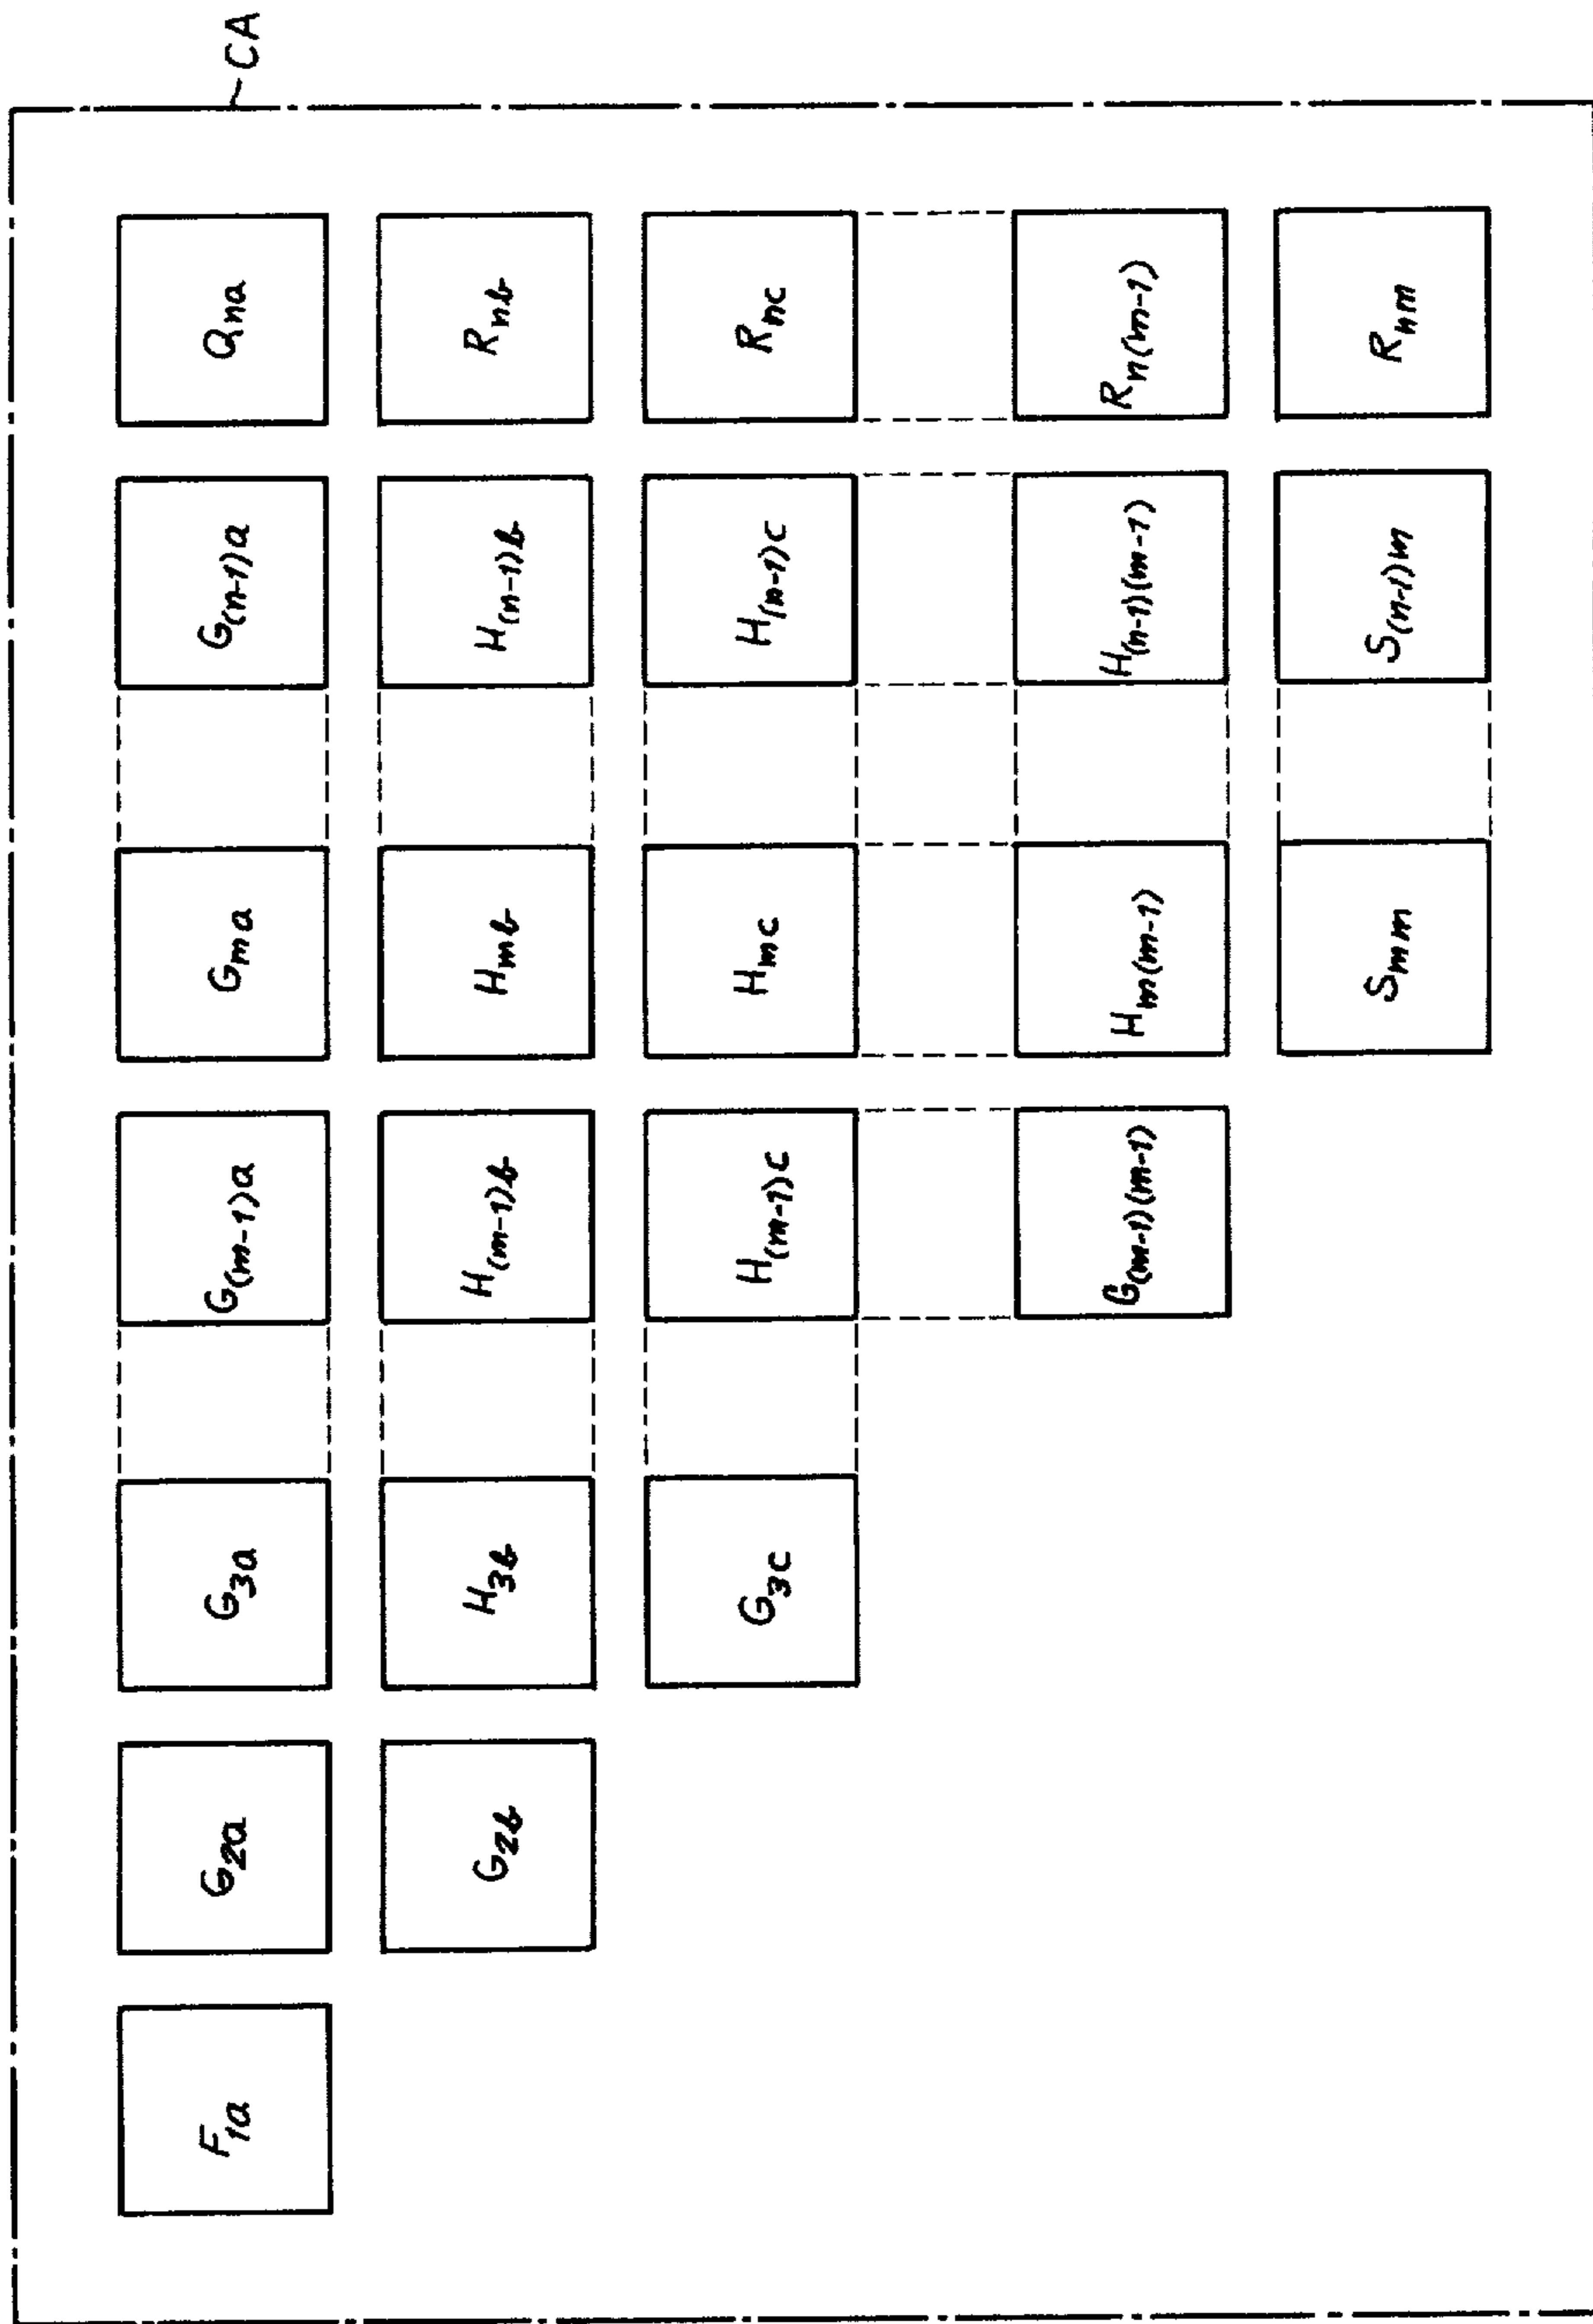 F1a G2a G3a G(m-1)a Gma G(n-1)a Qna CA
G2b H3b H(m-1)b Hmb H(n-1)b Rnb
G3c H(m-1)c Hmc H(n-1)c Rnc
G(m-1)(m-1) Hm(m-1) H(n-1)(m-1) Rn(m-1)
Smm S(n-1)m Rnm